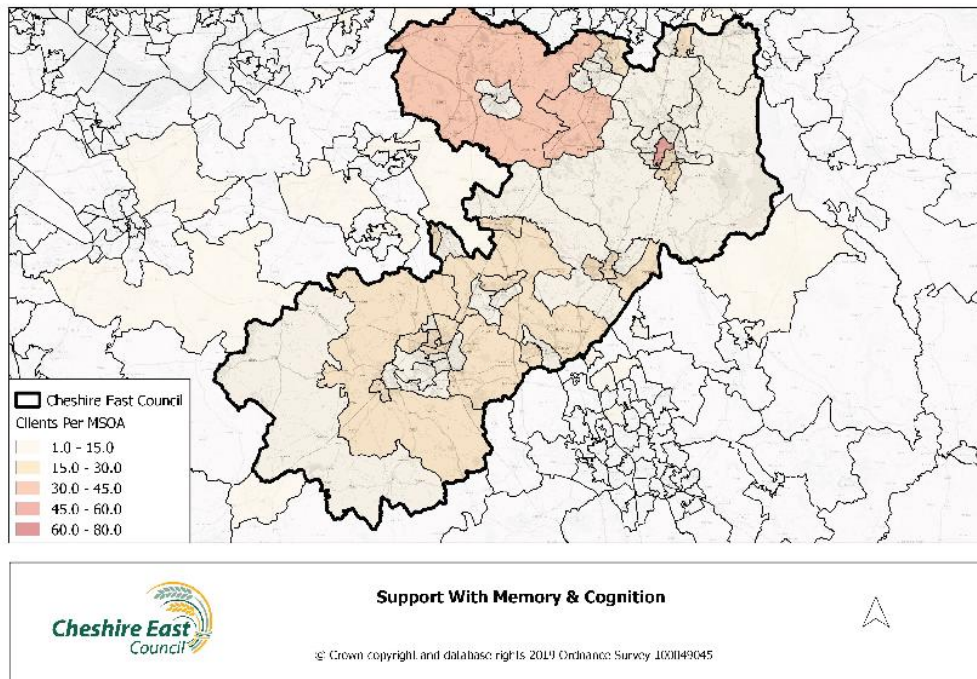 Cheshire East Council
Clients Per MSOA
1.0 - 15.0
15.0 - 30.0
30.0 - 45.0
45.0 - 60.0
60.0 - 80.0
Cheshire East
Council
Support With Memory & Cognition
© Crown copyright and database rights 2019 Ordnance Survey 100049045